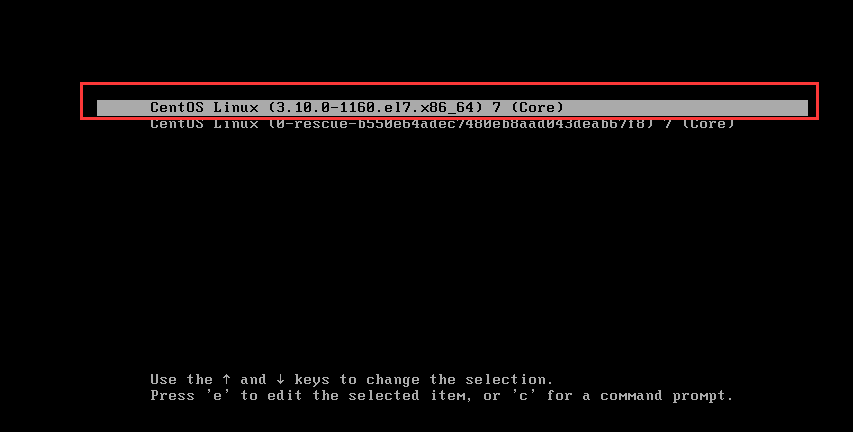 CentOS Linux (3.10.0-1160.el7.x86_64) 7 (Core)
CentOS Linux (0-rescue-b550e64adec7480eb8aad043deab67f8) 7 (Core)
Use the ↑ and ↓ keys to change the selection.
Press 'e' to edit the selected item, or 'c' for a command prompt.